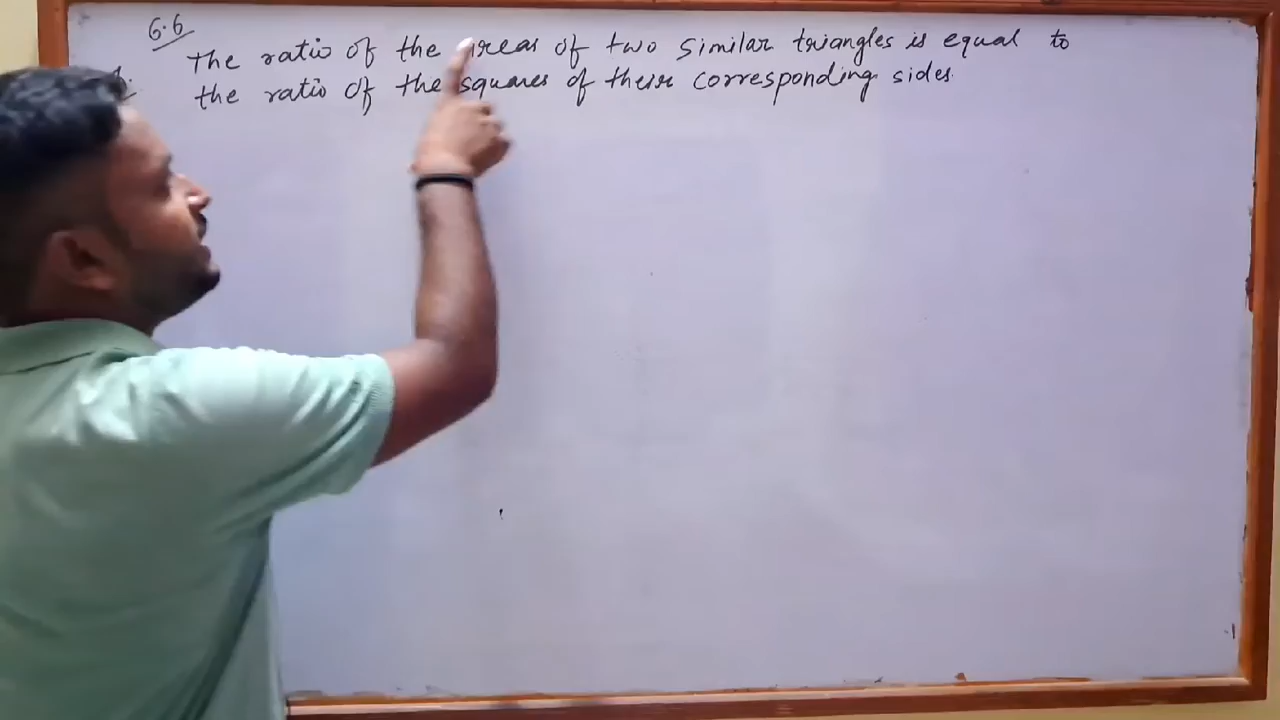 6.6
The ratio of the areas of two similar triangles is equal to
the ratio of the squares of their corresponding sides.